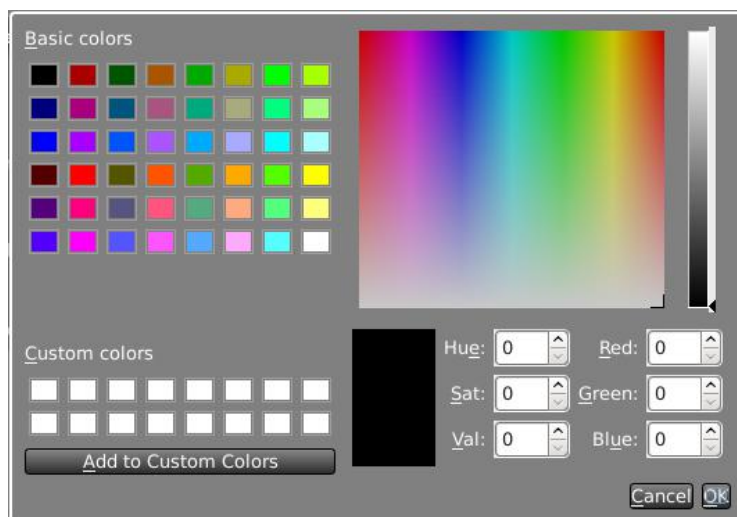 Basic colors
Custom colors
Add to Custom Colors
Hue: 0 Red: 0
Sat: 0 Green: 0
Val: 0 Blue: 0
Cancel OK